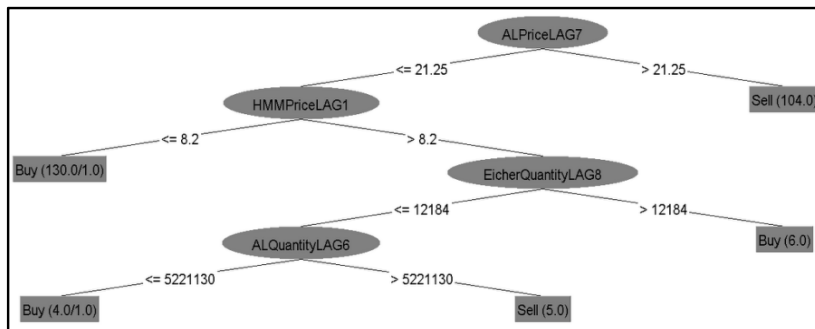 ALPriceLAG7
<= 21.25
> 21.25
HMMPriceLAG1
Sell (104.0)
<= 8.2
> 8.2
Buy (130.0/1.0)
EicherQuantityLAG8
<= 12184
> 12184
ALQuantityLAG6
Buy (6.0)
<= 5221130
> 5221130
Buy (4.0/1.0)
Sell (5.0)